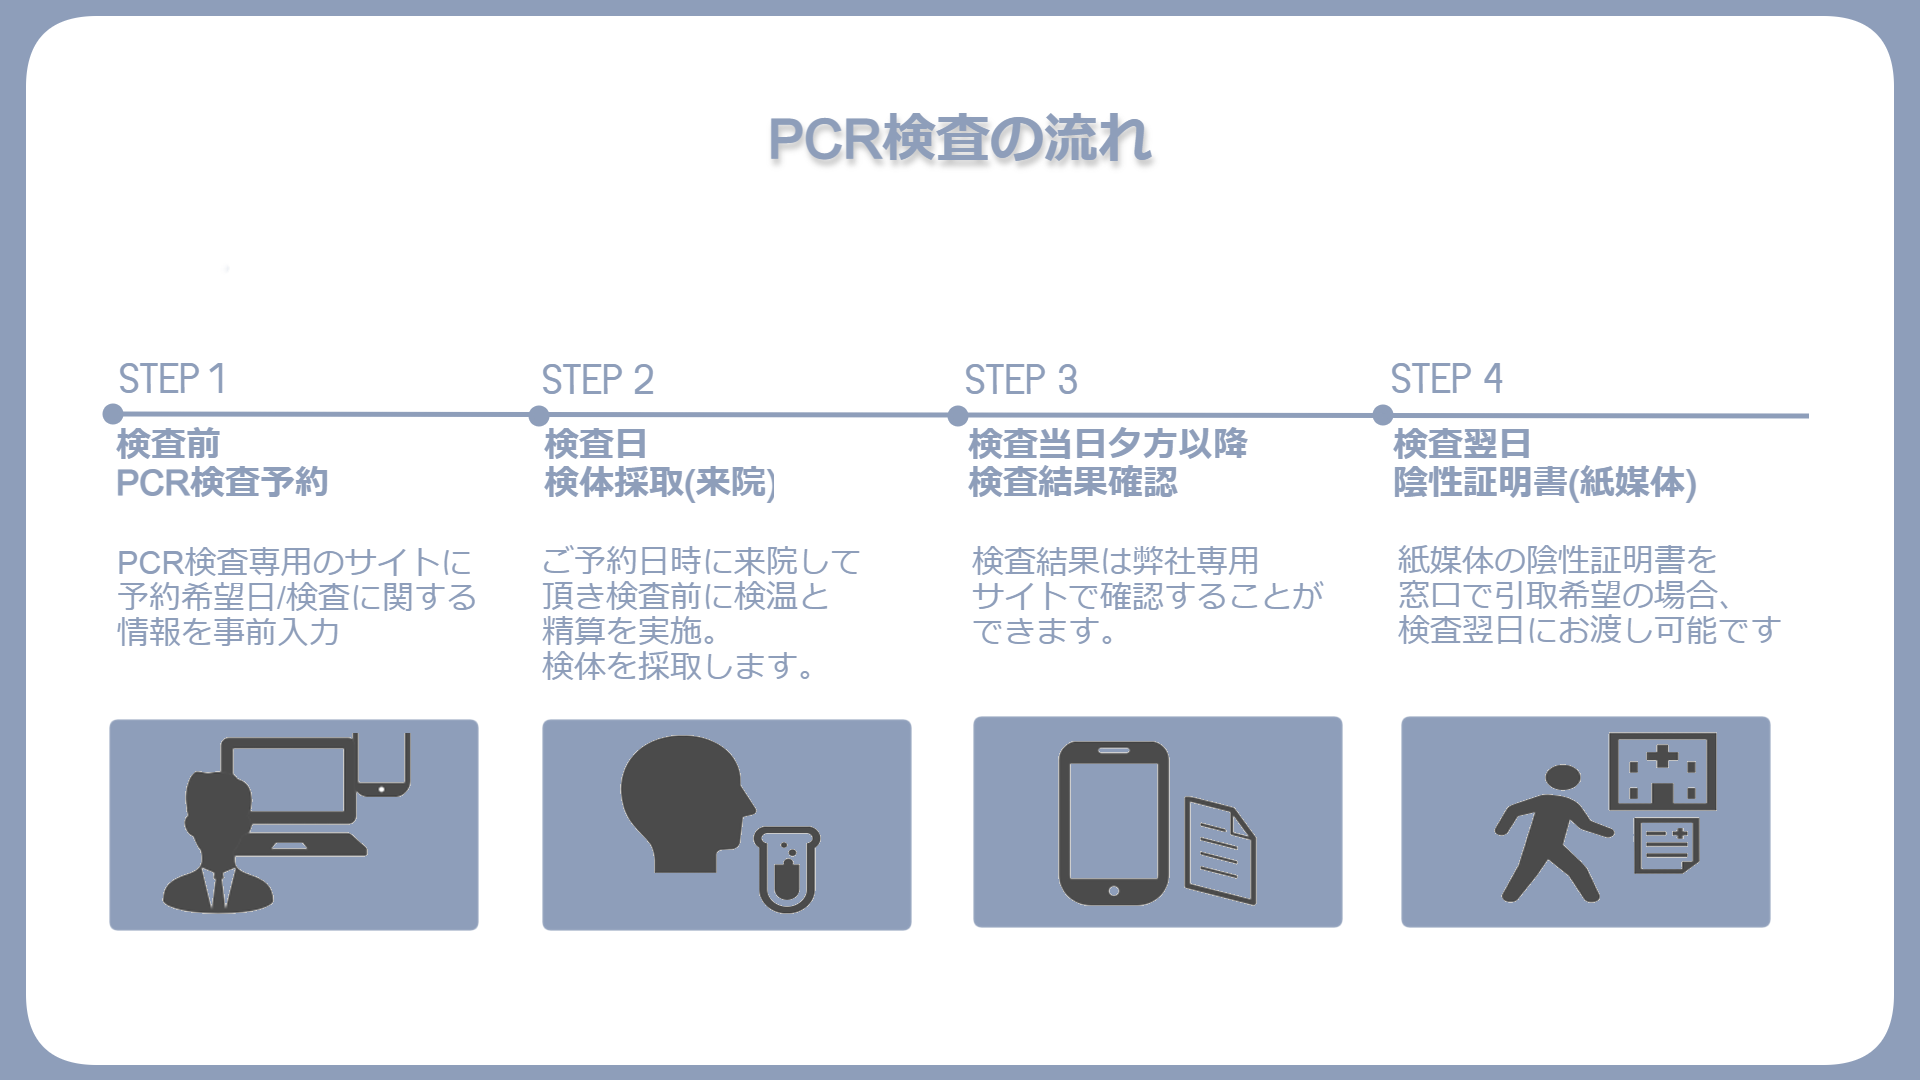 PCR検査の流れ
STEP 1
検査前
PCR検査予約
PCR検査専用のサイトに
予約希望日/検査に関する
情報を事前入力
STEP 2
検査日
検体採取(来院)
ご予約日時に来院して
頂き検査前に検温と
精算を実施。
検体を採取します。
STEP 3
検査当日夕方以降
検査結果確認
検査結果は弊社専用
サイトで確認することが
できます。
STEP 4
検査翌日
陰性証明書(紙媒体)
紙媒体の陰性証明書を
窓口で引取希望の場合、
検査翌日にお渡し可能です